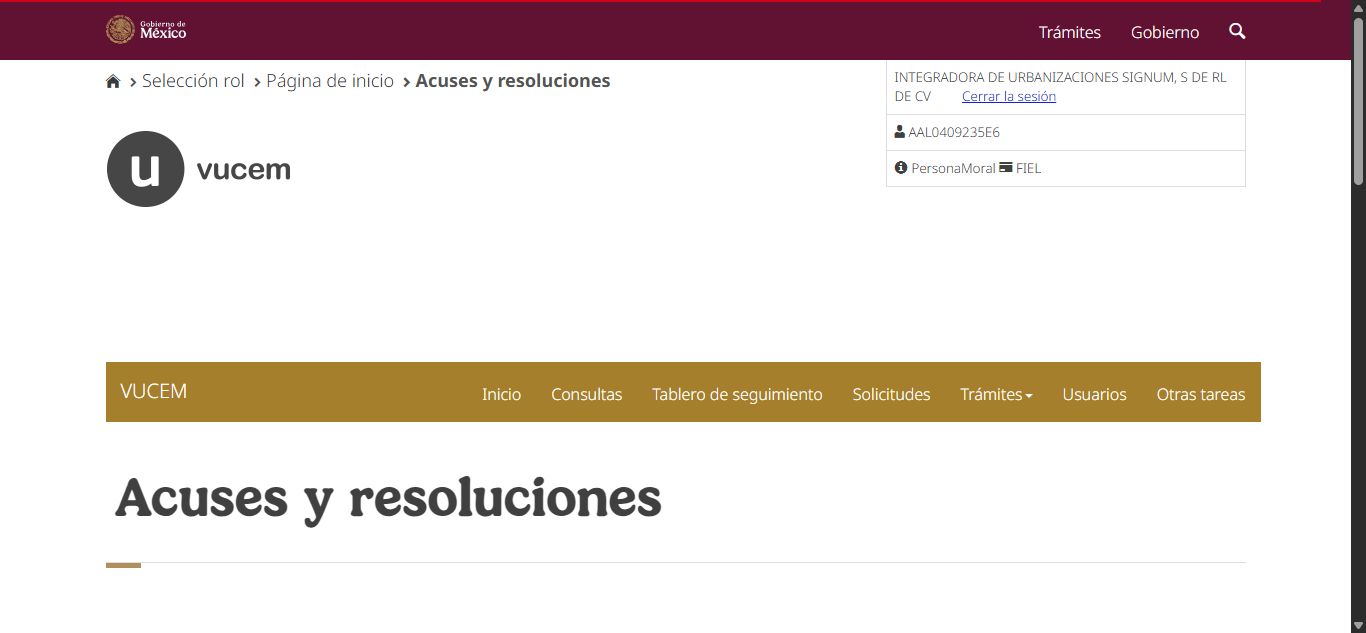 Gobierno de
México
Trámites
Gobierno
Selección rol
Página de inicio
Acuses y resoluciones
INTEGRADORA DE URBANIZACIONES SIGNUM, S DE RL
DE CV Cerrar la sesión
AAL0409235E6
PersonaMoral FIEL
u vucem
VUCEM
Inicio
Consultas
Tablero de seguimiento
Solicitudes
Trámites
Usuarios
Otras tareas
Acuses y resoluciones